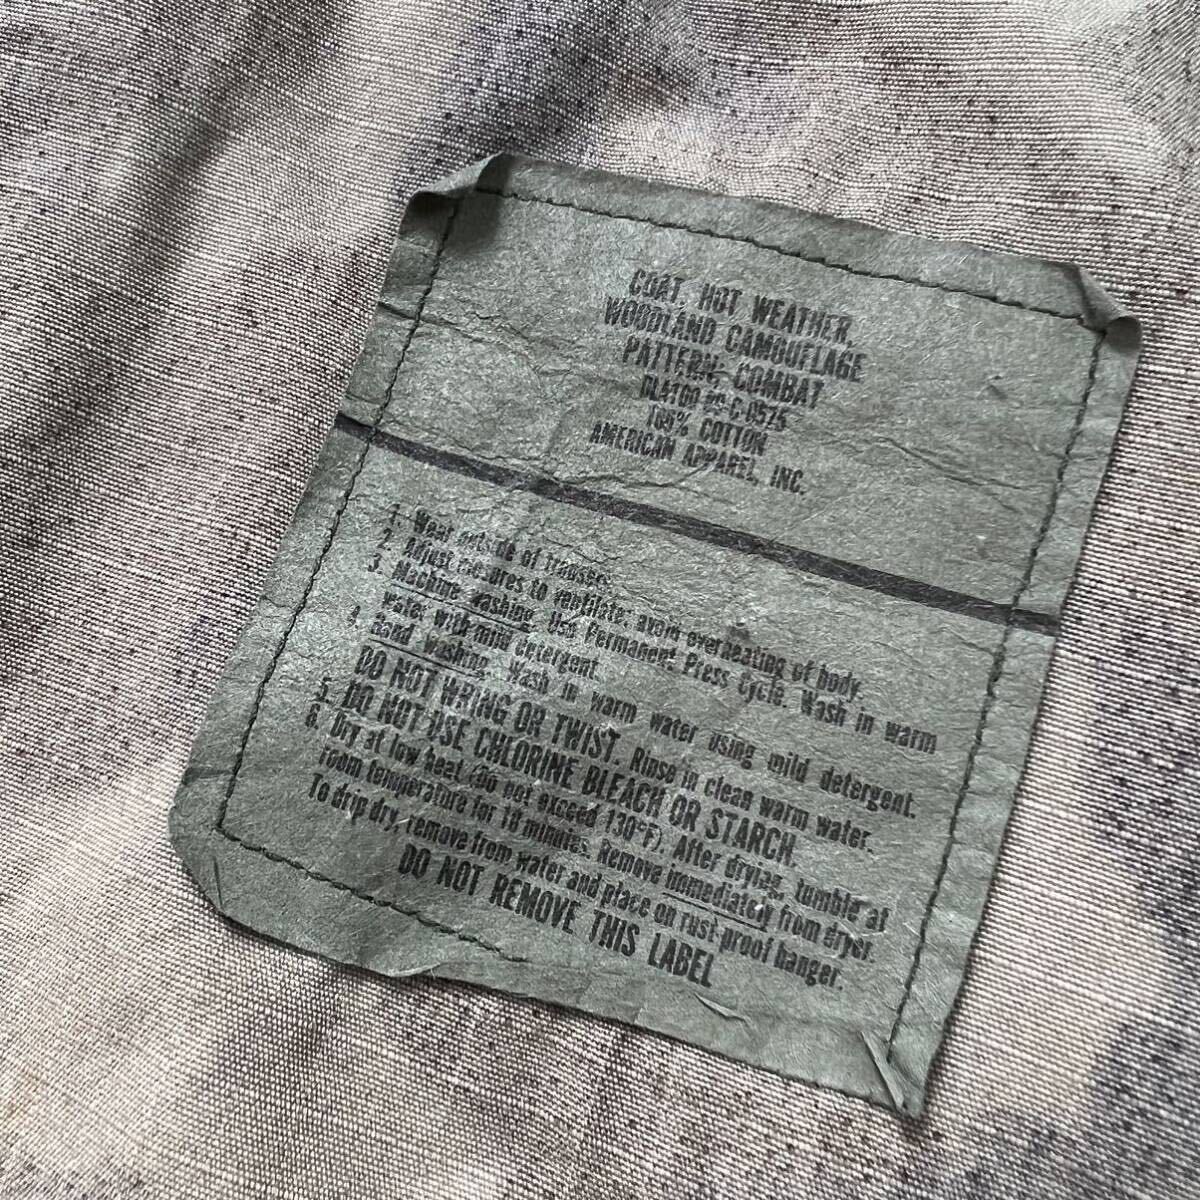 COAT, HOT WEATHER,
WOODLAND CAMOUFLAGE
PATTERN, COMBAT
100% COTTON
AMERICAN APPAREL, INC.
1. Wear outside of trousers.
2. Adjust closures to ventilate; avoid overheating of body.
3. Machine washing. Use Permanent Press Cycle. Wash in warm
water with mild detergent.
4. Hand washing. Wash in warm water using mild detergent.
DO NOT WRING OR TWIST. Rinse in clean warm water.
5. DO NOT USE CHLORINE BLEACH OR STARCH.
6. Dry at low heat (do not exceed 130°F). After drying, tumble at
room temperature for 10 minutes. Remove immediately from dryer.
To drip dry, remove from water and place on rust proof hanger.
DO NOT REMOVE THIS LABEL